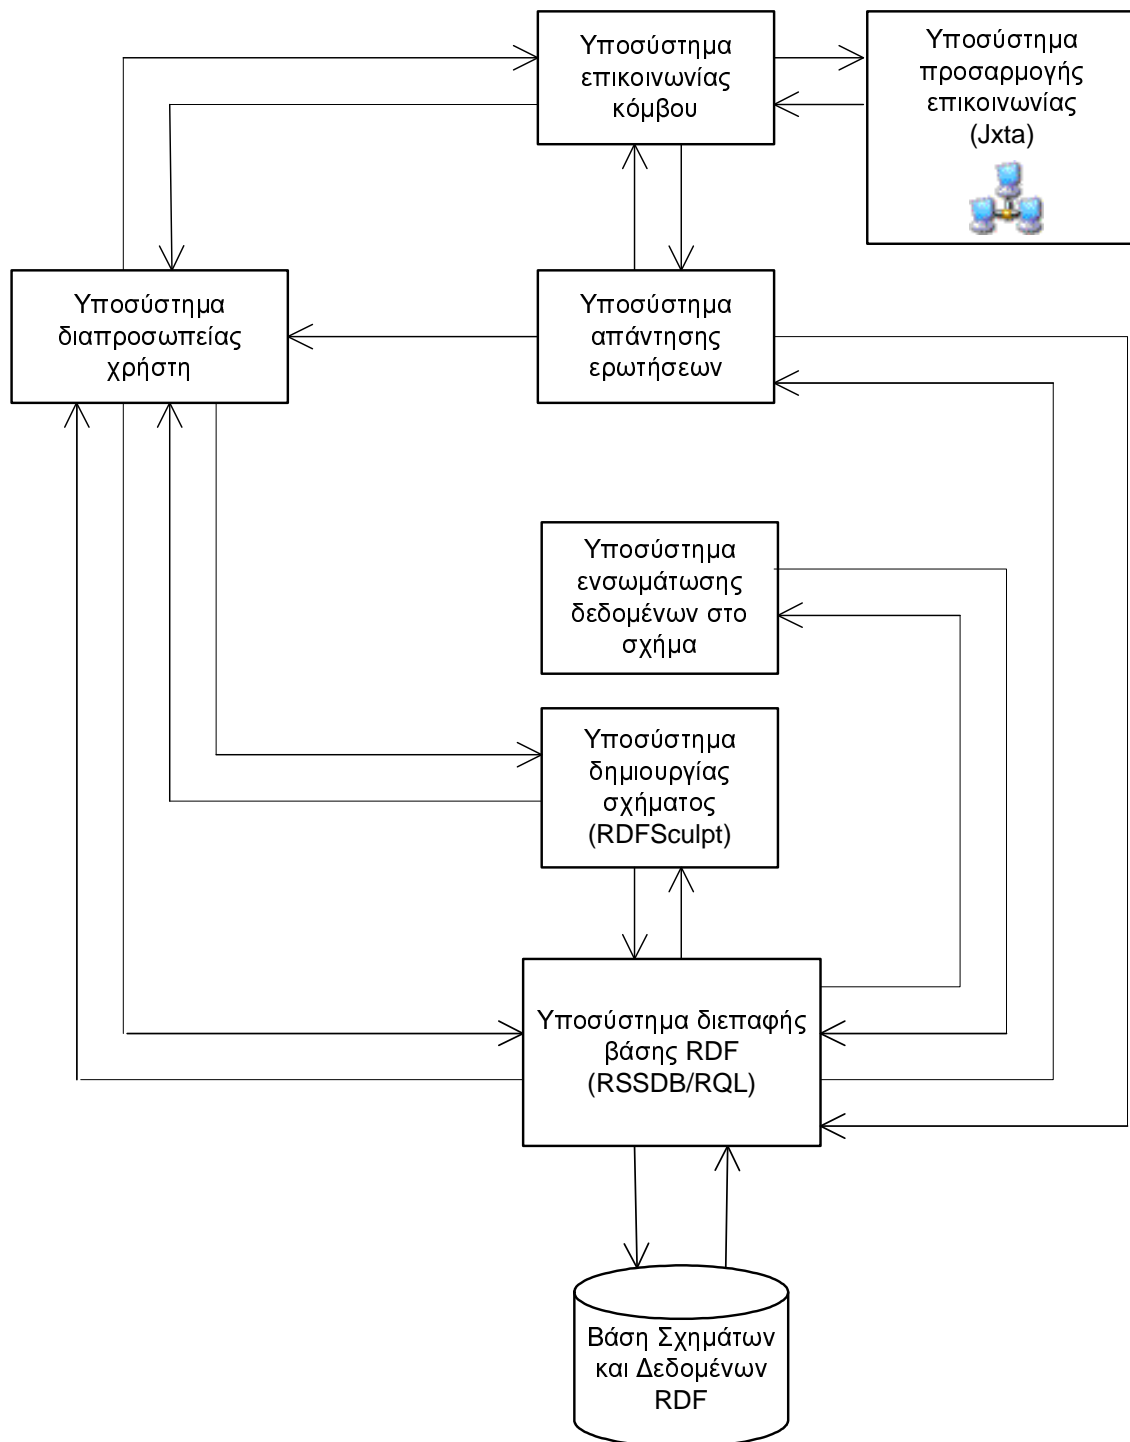 Υποσύστημα
επικοινωνίας
κόμβου
Υποσύστημα
προσαρμογής
επικοινωνίας
(Jxta)
Υποσύστημα
διαπροσωπείας
χρήστη
Υποσύστημα
απάντησης
ερωτήσεων
Υποσύστημα
ενσωμάτωσης
δεδομένων στο
σχήμα
Υποσύστημα
δημιουργίας
σχήματος
(RDFSculpt)
Υποσύστημα διεπαφής
βάσης RDF
(RSSDB/RQL)
Βάση Σχημάτων
και Δεδομένων
RDF